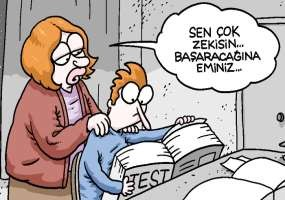 SEN ÇOK
ZEKİSİN...
BAŞARACAĞINA
EMİNİZ...
TEST